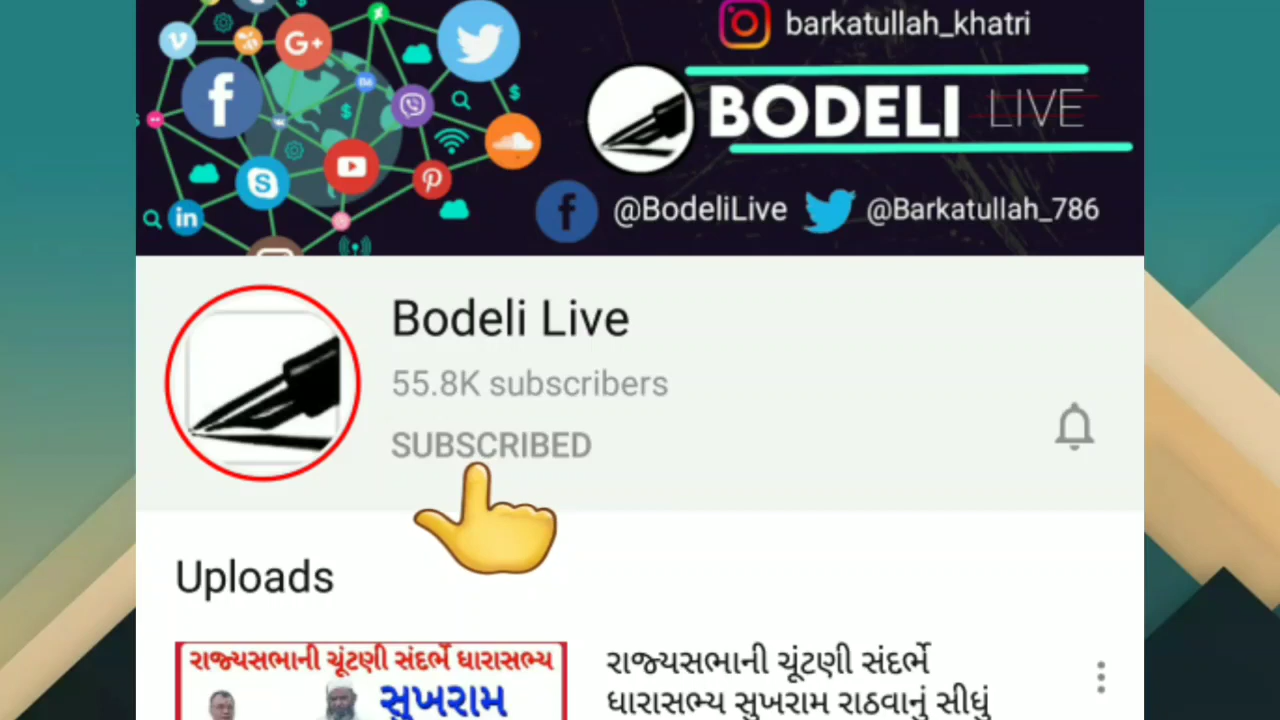 barkatullah_khatri
BODELI LIVE
@BodeliLive @Barkatullah_786
Bodeli Live
55.8K subscribers
SUBSCRIBED
Uploads
રાજ્યસભાની ચૂંટણી સંદર્ભે ધારાસભ્ય
સુખરામ
રાજ્યસભાની ચૂંટણી સંદર્ભે
ધારાસભ્ય સુખરામ રાઠવાનું સીધું